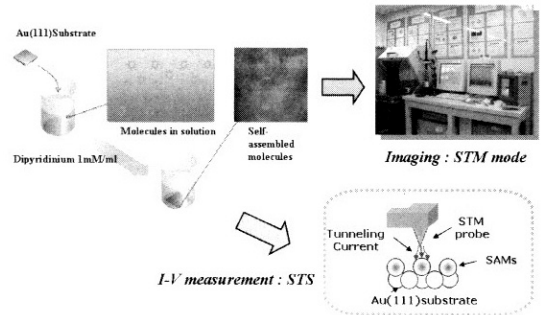 Au(111)Substrate
Molecules in solution
Self-
assembled
molecules
Dipyridinium 1mM/ml
Imaging : STM mode
I-V measurement : STS
Tunneling
Current
STM
probe
SAMs
Au(111)substrate